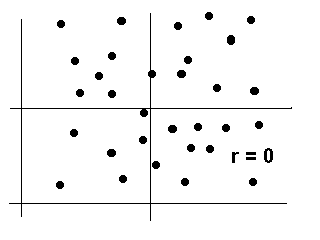 r = 0